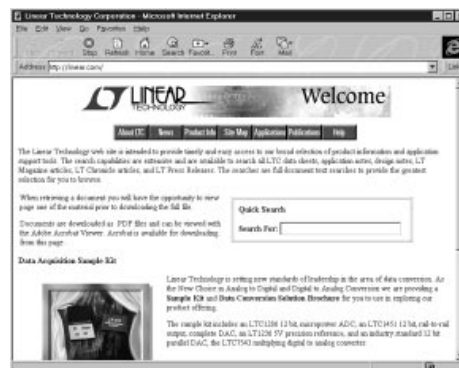 Linear Technology Corporation - Microsoft Internet Explorer
File Edit View Go Favorites Help
Stop Refresh Home Search Favorit... Print Font Mail
Address http://linear.com/
LINEAR
TECHNOLOGY
Welcome
About LTC News Product Info Site Map Applications Publications Help
The Linear Technology web site is intended to provide timely and easy access to our broad selection of product information and application
support tools. The search capabilities are extensive and are available to search all LTC data sheets, application notes, design notes, LT
Magazine articles, LT Chronicle articles, and LT Press Releases. The searches are full document text searches to provide the greatest
selection for you to browse.
When retrieving a document you will have the opportunity to view
page one of the material prior to downloading the full file.
Documents are downloaded as PDF files and can be viewed with
the Adobe Acrobat Viewer. Acrobat is available for downloading
from this page.
Quick Search
Search For:
Data Acquisition Sample Kit
Linear Technology is setting new standards of leadership in the area of data conversion. As
the New Choice in Analog to Digital and Digital to Analog Conversion we are providing a
Sample Kit and Data Conversion Solution Brochure for you to use in exploring our
product offering.
The sample kit includes an LTC1286 12 bit, micropower ADC, an LTC1451 12 bit, rail-to-rail
output, complete DAC, an LT1236 5V precision reference, and an industry standard 12 bit
parallel DAC, the LTC7543 multiplying digital to analog converter.